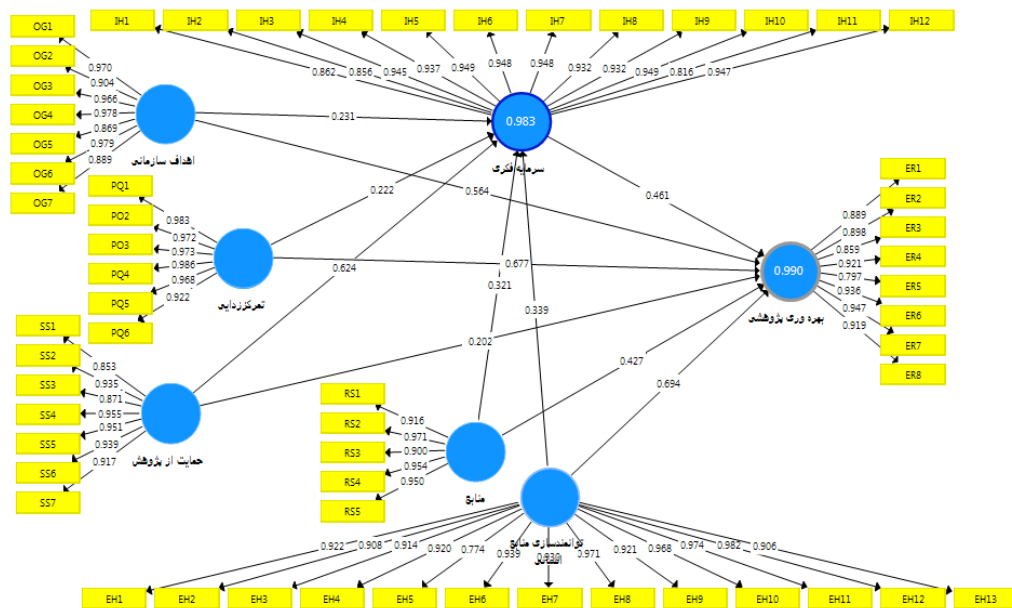 IH1 IH2 IH3 IH4 IH5 IH6 IH7 IH8 IH9 IH10 IH11 IH12
0.862 0.856 0.945 0.937 0.949 0.948 0.948 0.932 0.932 0.949 0.816 0.947
OG1
OG2
OG3
OG4
OG5
OG6
OG7
0.970
0.904
0.966
0.978
0.869
0.979
0.889
اهداف سازمانی
0.231
0.983
سرمایه فکری
0.222
0.564
0.461
PQ1
PO2
PO3
PQ4
PQ5
PQ6
0.983
0.972
0.973
0.986
0.968
0.922
تمرکززدایی
0.624
0.677
0.321
0.339
0.990
بهره وری پژوهشی
ER1
ER2
ER3
ER4
ER5
ER6
ER7
ER8
0.889
0.898
0.859
0.921
0.797
0.936
0.947
0.919
SS1
SS2
SS3
SS4
SS5
SS6
SS7
0.853
0.935
0.871
0.955
0.951
0.939
0.917
حمایت از پژوهش
0.202
0.427
0.694
RS1
RS2
RS3
RS4
RS5
0.916
0.971
0.900
0.954
0.950
منابع
توانمندسازی منابع
انسانی
0.922 0.908 0.914 0.920 0.774 0.939 0.930 0.971 0.921 0.968 0.974 0.982 0.906
EH1 EH2 EH3 EH4 EH5 EH6 EH7 EH8 EH9 EH10 EH11 EH12 EH13